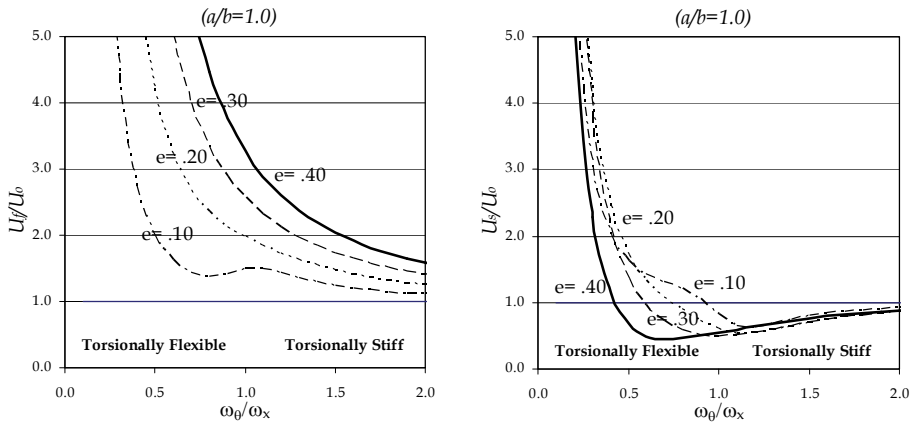 (a/b=1.0)
5.0
4.0
3.0
2.0
1.0
0.0
Uf/Uo
e= .30
e= .20
e= .40
e= .10
Torsionally Flexible
Torsionally Stiff
0.0
0.5
1.0
1.5
2.0
ωθ/ωx
(a/b=1.0)
5.0
4.0
3.0
2.0
1.0
0.0
Us/Uo
e= .20
e= .40
e= .10
e= .30
Torsionally Flexible
Torsionally Stiff
0.0
0.5
1.0
1.5
2.0
ωθ/ωx